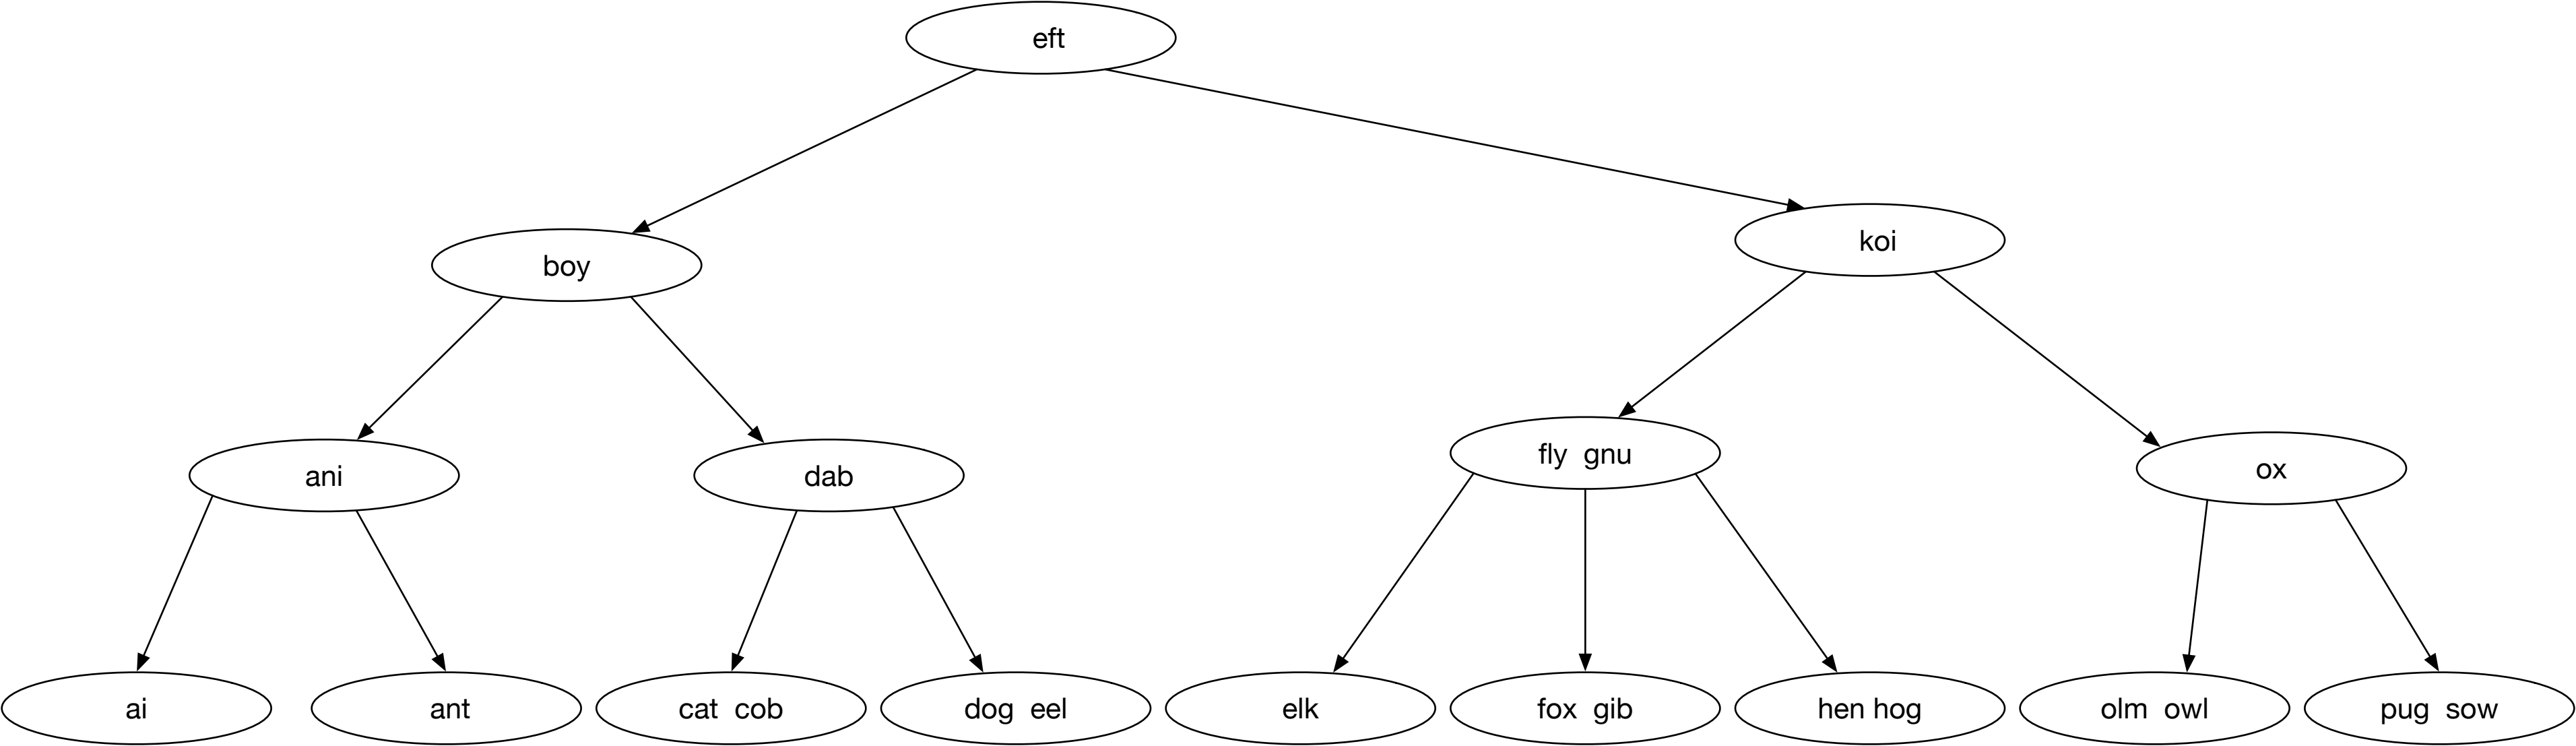 eft
boy
koi
ani
dab
fly gnu
ox
ai
ant
cat cob
dog eel
elk
fox gib
hen hog
olm owl
pug sow